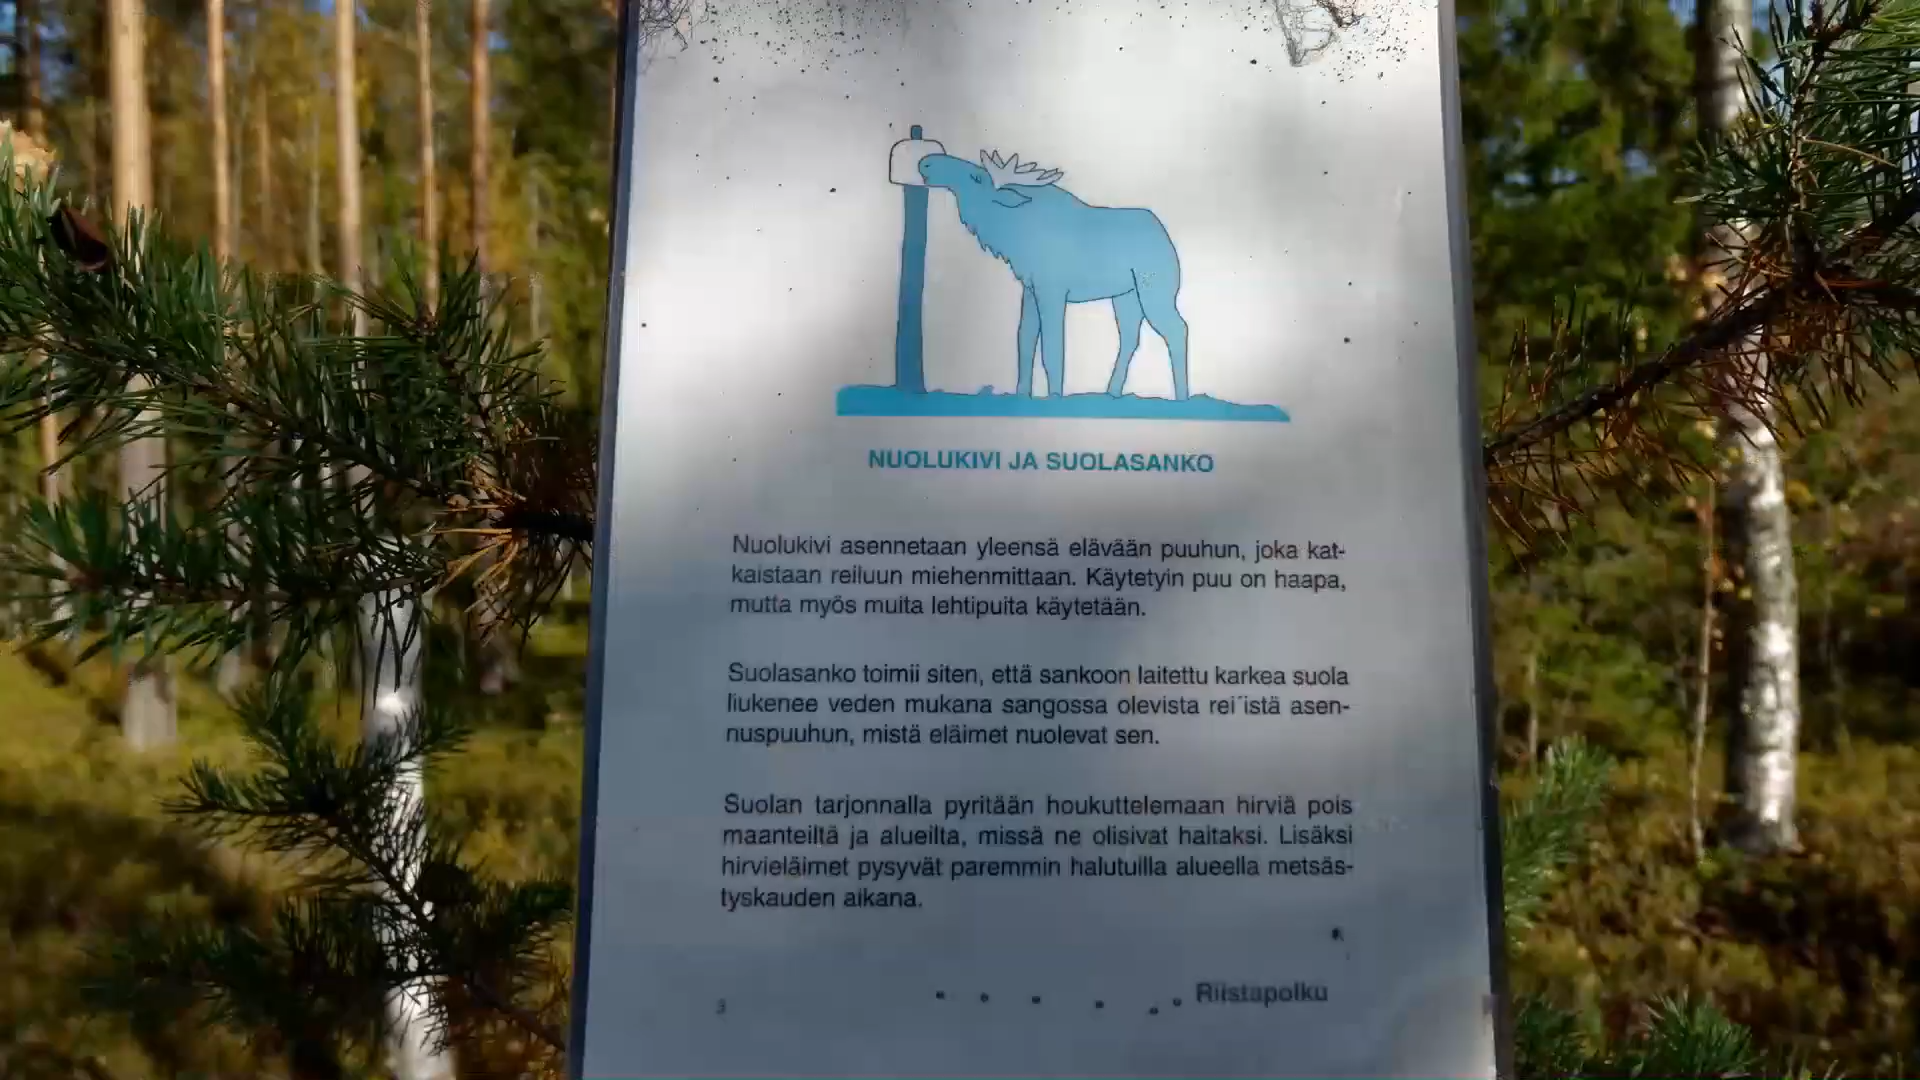 NUOLUKIVI JA SUOLASANKO
Nuolukivi asennetaan yleensä elävään puuhun, joka kat-
kaistaan reiluun miehenmittaan. Käytetyin puu on haapa,
mutta myös muita lehtipuita käytetään.
Suolasanko toimii siten, että sankoon laitettu karkea suola
liukenee veden mukana sangossa olevista rei´istä asen-
nuspuuhun, mistä eläimet nuolevat sen.
Suolan tarjonnalla pyritään houkuttelemaan hirviä pois
maanteiltä ja alueilta, missä ne olisivat haitaksi. Lisäksi
hirvieläimet pysyvät paremmin halutuilla alueella metsäs-
tyskauden aikana.
3
Riistapolku